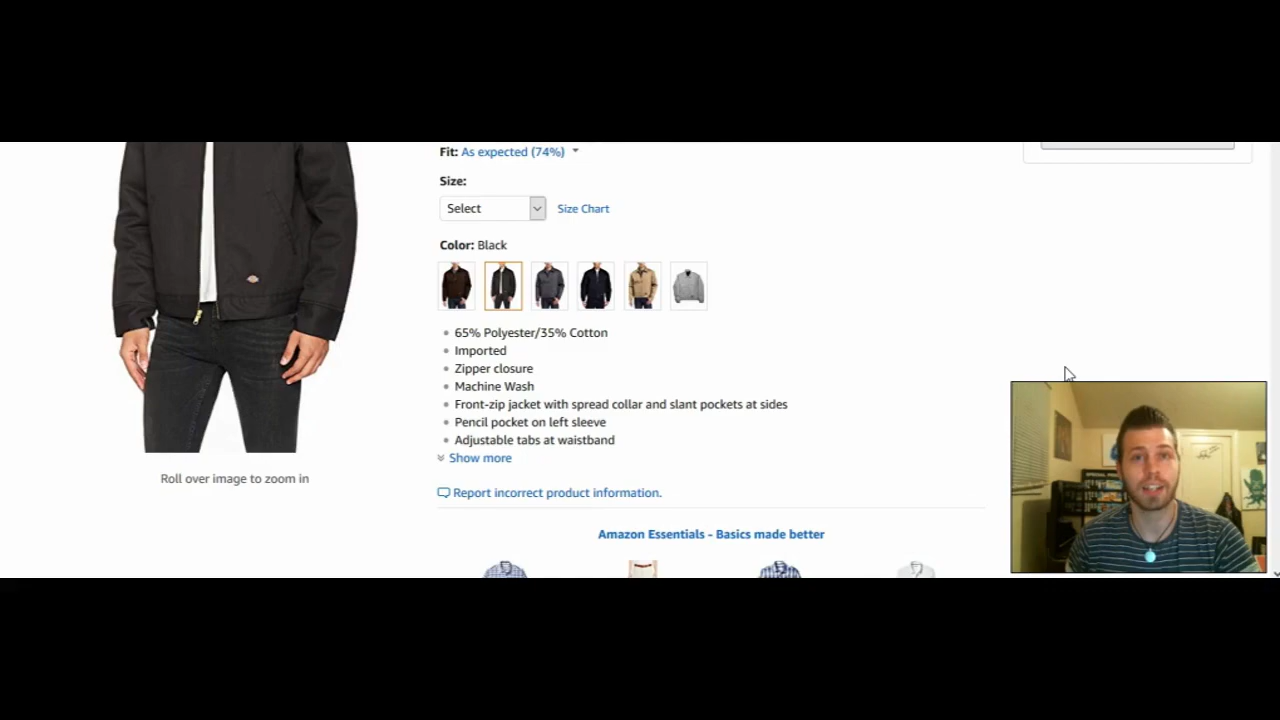 Fit: As expected (74%)
Size:
Select
Size Chart
Color: Black
65% Polyester/35% Cotton
Imported
Zipper closure
Machine Wash
Front-zip jacket with spread collar and slant pockets at sides
Pencil pocket on left sleeve
Adjustable tabs at waistband
Show more
Roll over image to zoom in
Report incorrect product information.
Amazon Essentials - Basics made better